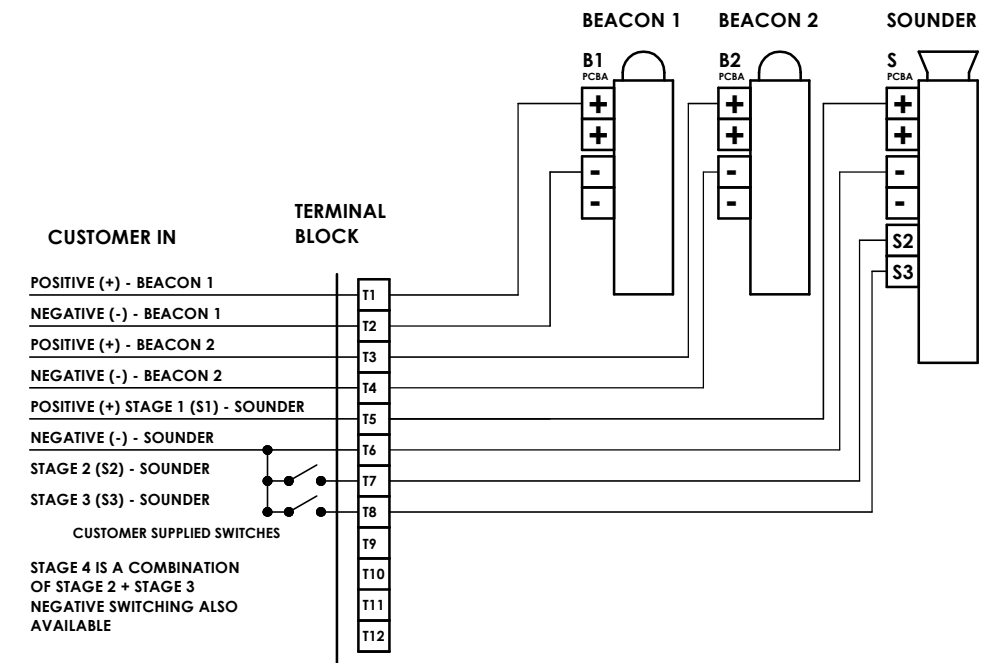 BEACON 1 BEACON 2 SOUNDER
B1 B2 S
PCBA PCBA PCBA
+ + +
+ + +
- - -
- - -
S2
S3
TERMINAL
BLOCK
CUSTOMER IN
POSITIVE (+) - BEACON 1
T1
NEGATIVE (-) - BEACON 1
T2
POSITIVE (+) - BEACON 2
T3
NEGATIVE (-) - BEACON 2
T4
POSITIVE (+) STAGE 1 (S1) - SOUNDER
T5
NEGATIVE (-) - SOUNDER
T6
STAGE 2 (S2) - SOUNDER
T7
STAGE 3 (S3) - SOUNDER
T8
CUSTOMER SUPPLIED SWITCHES
T9
T10
T11
T12
STAGE 4 IS A COMBINATION
OF STAGE 2 + STAGE 3
NEGATIVE SWITCHING ALSO
AVAILABLE